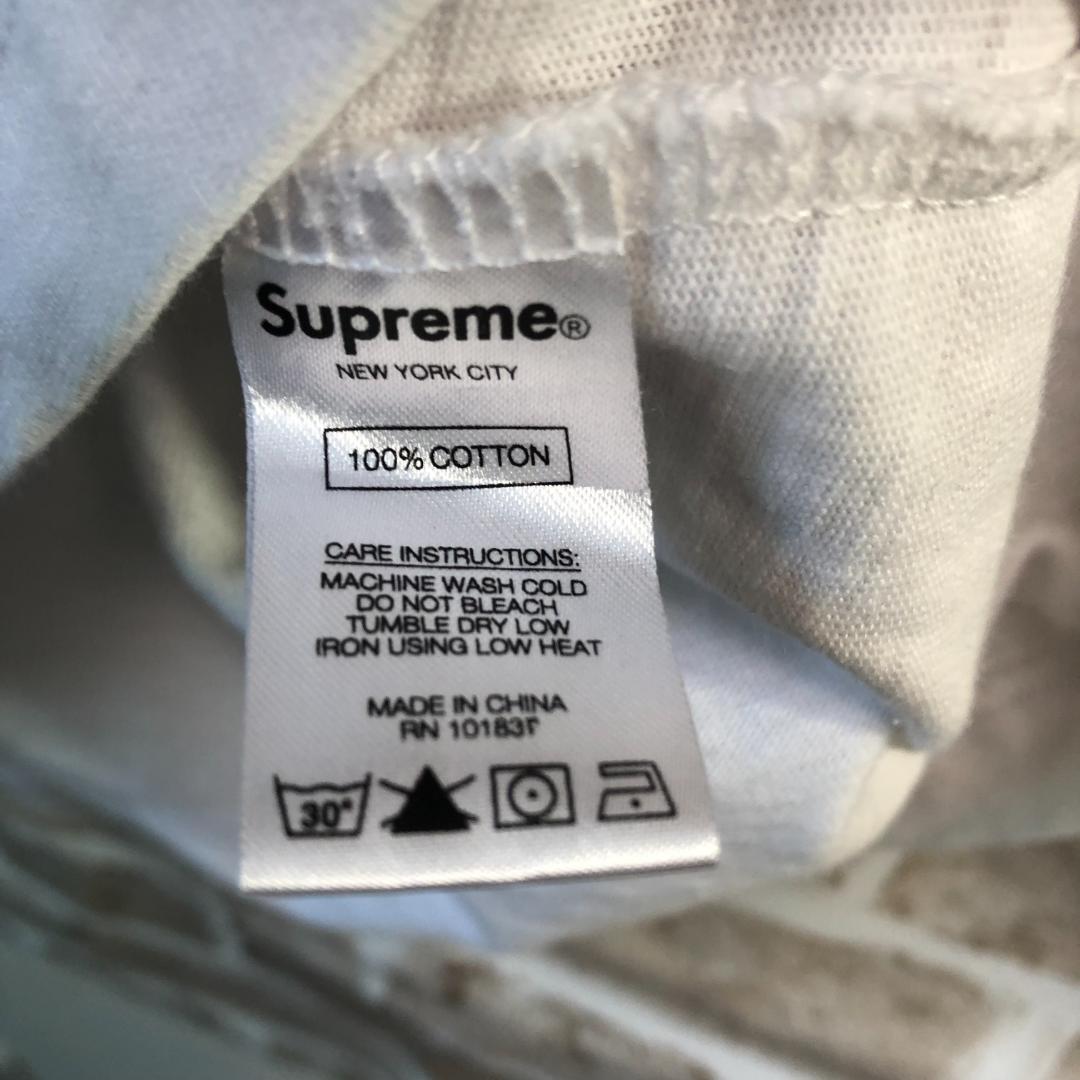 Supreme®
NEW YORK CITY
100% COTTON
CARE INSTRUCTIONS:
MACHINE WASH COLD
DO NOT BLEACH
TUMBLE DRY LOW
IRON USING LOW HEAT
MADE IN CHINA
RN 101837
30°